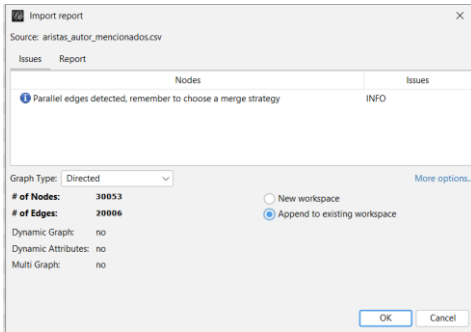 Import report
Source: aristas_autor_mencionados.csv
Issues Report
Nodes Issues
Parallel edges detected, remember to choose a merge strategy INFO
Graph Type: Directed More options..
# of Nodes: 30053 New workspace
# of Edges: 20006 Append to existing workspace
Dynamic Graph: no
Dynamic Attributes: no
Multi Graph: no
OK Cancel